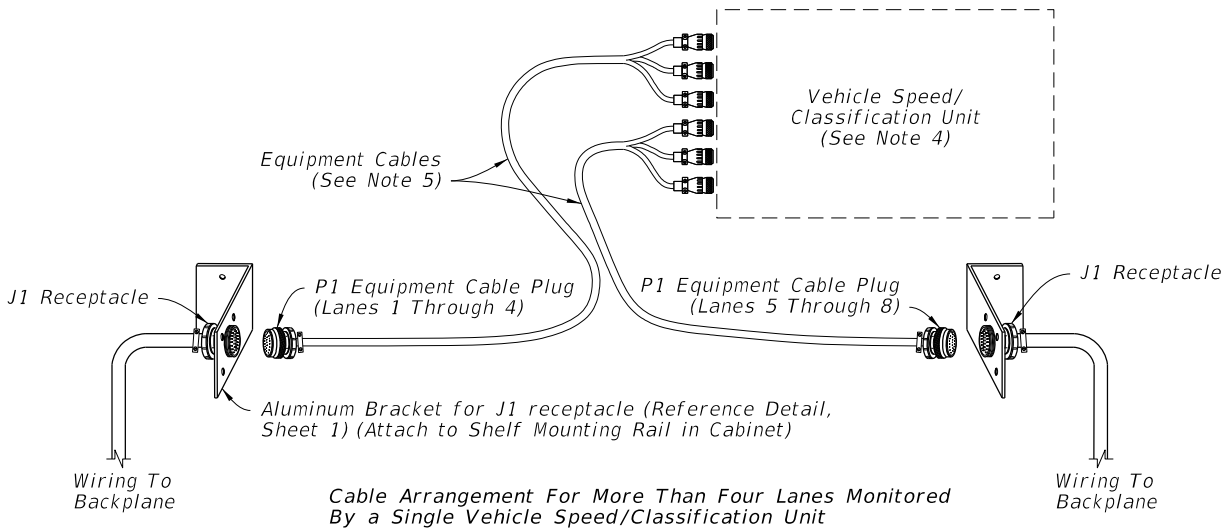 Vehicle Speed/
Classification Unit
(See Note 4)
Equipment Cables
(See Note 5)
J1 Receptacle
P1 Equipment Cable Plug
(Lanes 1 Through 4)
P1 Equipment Cable Plug
(Lanes 5 Through 8)
J1 Receptacle
Aluminum Bracket for J1 receptacle (Reference Detail,
Sheet 1) (Attach to Shelf Mounting Rail in Cabinet)
Wiring To
Backplane
Wiring To
Backplane
Cable Arrangement For More Than Four Lanes Monitored
By a Single Vehicle Speed/Classification Unit